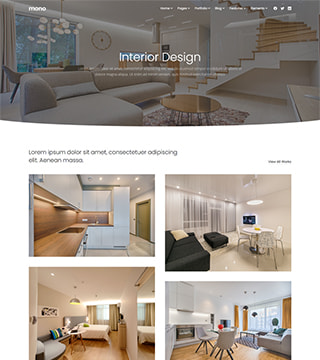 mono
Home Pages Portfolio Blog Features Elements
Interior Design
Lorem ipsum dolor sit amet, consectetuer adipiscing
elit. Aenean massa.
View All Works